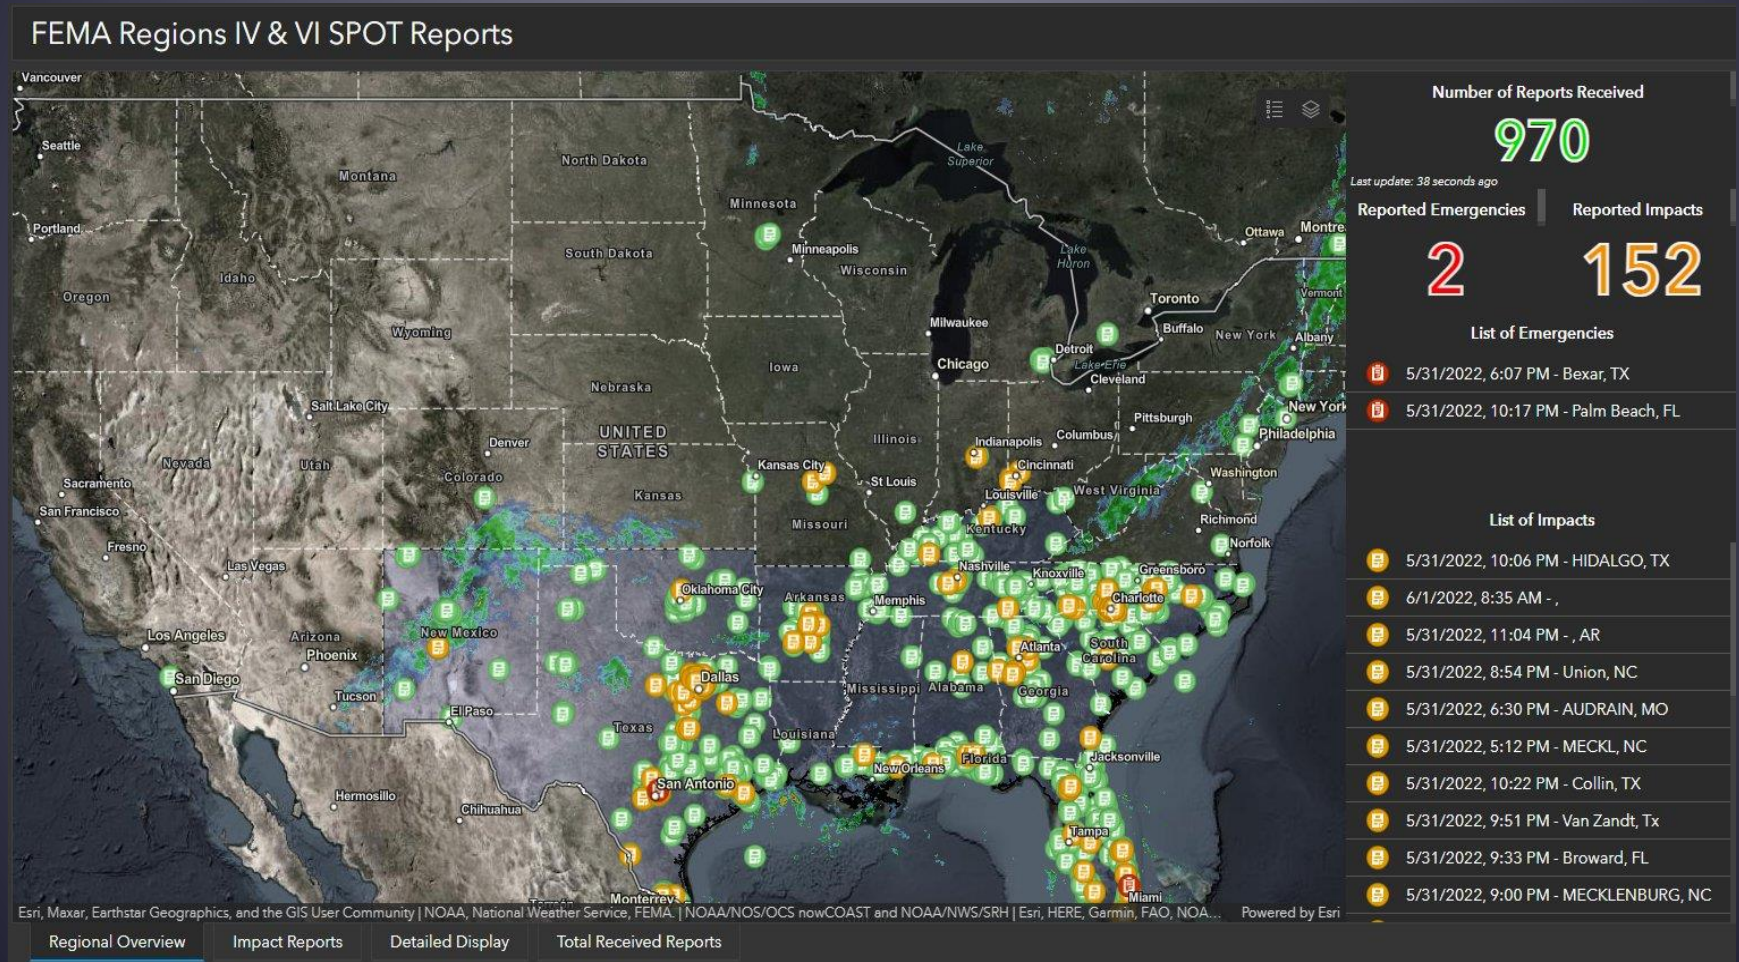 FEMA Regions IV & VI SPOT Reports
Vancouver
Seattle
Portland
Montana
North Dakota
Minnesota
Lake
Superior
Minneapolis
South Dakota
Wisconsin
Ottawa
Montre
Lake
Huron
Idaho
Oregon
Wyoming
Toronto
Vermont
Milwaukee
Buffalo
New York
Albany
Detroit
Lake Erie
Chicago
Cleveland
Iowa
Nebraska
Salt Lake City
New York
Pittsburgh
Philadelphia
UNITED
STATES
Denver
Illinois
Indianapolis
Columbus
Nevada
Utah
Colorado
Kansas City
Cincinnati
Washington
Sacramento
St Louis
Kansas
Louisville
West Virginia
San Francisco
Missouri
Kentucky
Richmond
Norfolk
Fresno
Las Vegas
Nashville
Knoxville
Greensboro
Oklahoma City
Arkansas
Memphis
Charlotte
Los Angeles
Arizona
New Mexico
Phoenix
Atlanta
South
Carolina
San Diego
Dallas
Mississippi
Alabama
Georgia
Tucson
El Paso
Texas
Louisiana
Florida
Jacksonville
New Orleans
San Antonio
Hermosillo
Chihuahua
Tampa
Monterrey
Miami
Esri, Maxar, Earthstar Geographics, and the GIS User Community | NOAA, National Weather Service, FEMA. | NOAA/NOS/OCS nowCOAST and NOAA/NWS/SRH | Esri, HERE, Garmin, FAO, NOA...
Powered by Esri
Number of Reports Received
970
Last update: 38 seconds ago
Reported Emergencies
2
Reported Impacts
152
List of Emergencies
5/31/2022, 6:07 PM - Bexar, TX
5/31/2022, 10:17 PM - Palm Beach, FL
List of Impacts
5/31/2022, 10:06 PM - HIDALGO, TX
6/1/2022, 8:35 AM - ,
5/31/2022, 11:04 PM - , AR
5/31/2022, 8:54 PM - Union, NC
5/31/2022, 6:30 PM - AUDRAIN, MO
5/31/2022, 5:12 PM - MECKL, NC
5/31/2022, 10:22 PM - Collin, TX
5/31/2022, 9:51 PM - Van Zandt, Tx
5/31/2022, 9:33 PM - Broward, FL
5/31/2022, 9:00 PM - MECKLENBURG, NC
Regional Overview
Impact Reports
Detailed Display
Total Received Reports